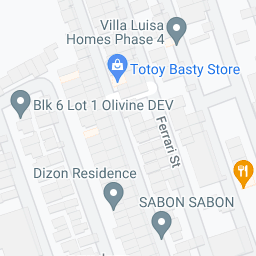 Villa Luisa
Homes Phase 4
Totoy Basty Store
Blk 6 Lot 1 Olivine DEV
Ferrari St
Dizon Residence
SABON SABON